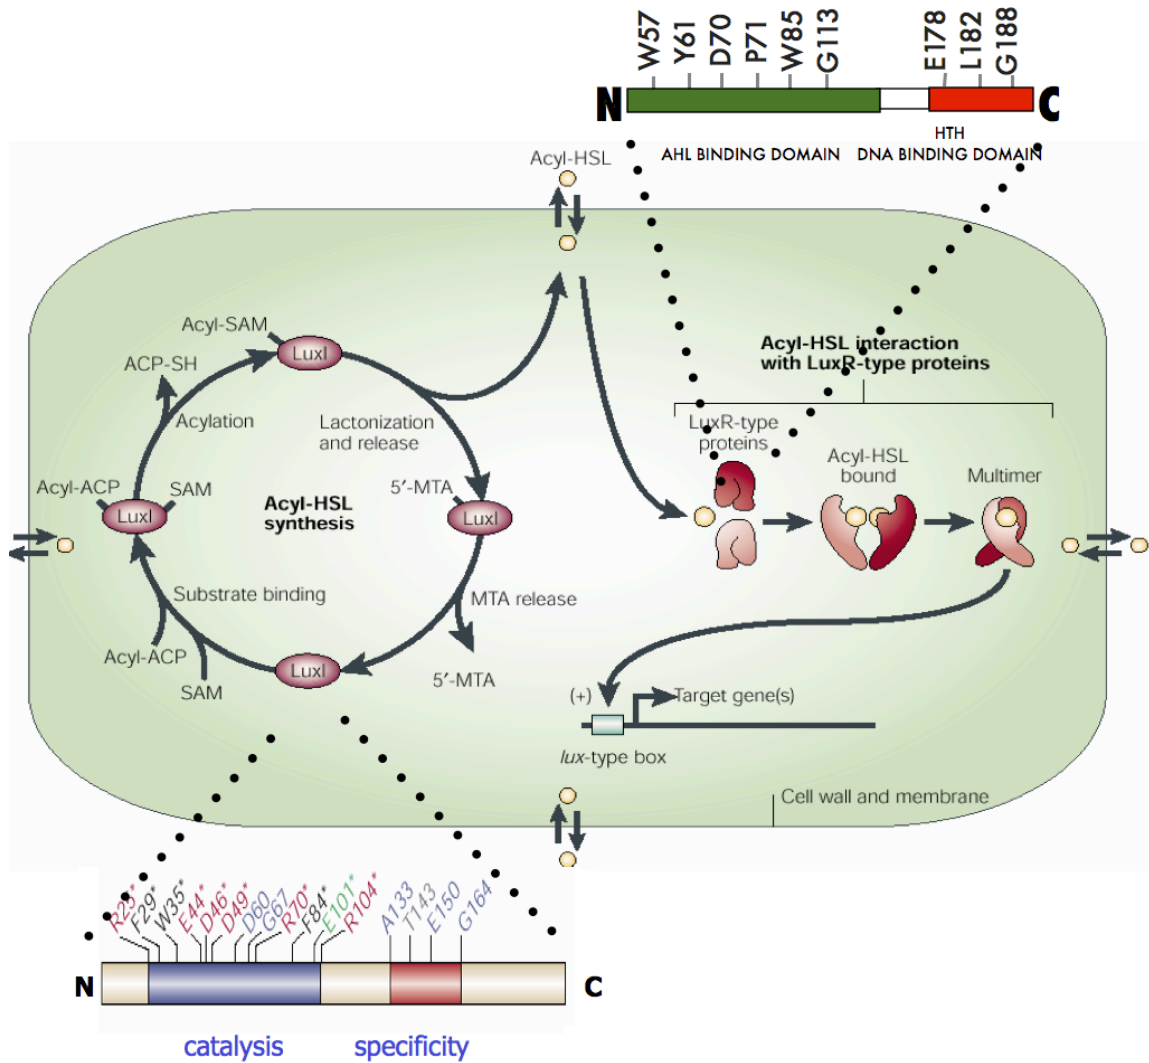 W57 Y61 D70 P71 W85 G113 E178 L182 G188
N C
HTH
AHL BINDING DOMAIN DNA BINDING DOMAIN
Acyl-HSL
Acyl-SAM
LuxI
ACP-SH
Acylation
Lactonization
and release
Acyl-HSL interaction
with LuxR-type proteins
LuxR-type
proteins
Acyl-HSL
bound
Multimer
Acyl-ACP
SAM
LuxI
Acyl-HSL
synthesis
5′-MTA
LuxI
Substrate binding
MTA release
Acyl-ACP
SAM
LuxI
5′-MTA
(+)
Target gene(s)
lux-type box
Cell wall and membrane
R25* F29* W35* E44* D46* D49* D60 G67 R70* F84* E101* R104* A133 T143 E150 G164
N C
catalysis specificity